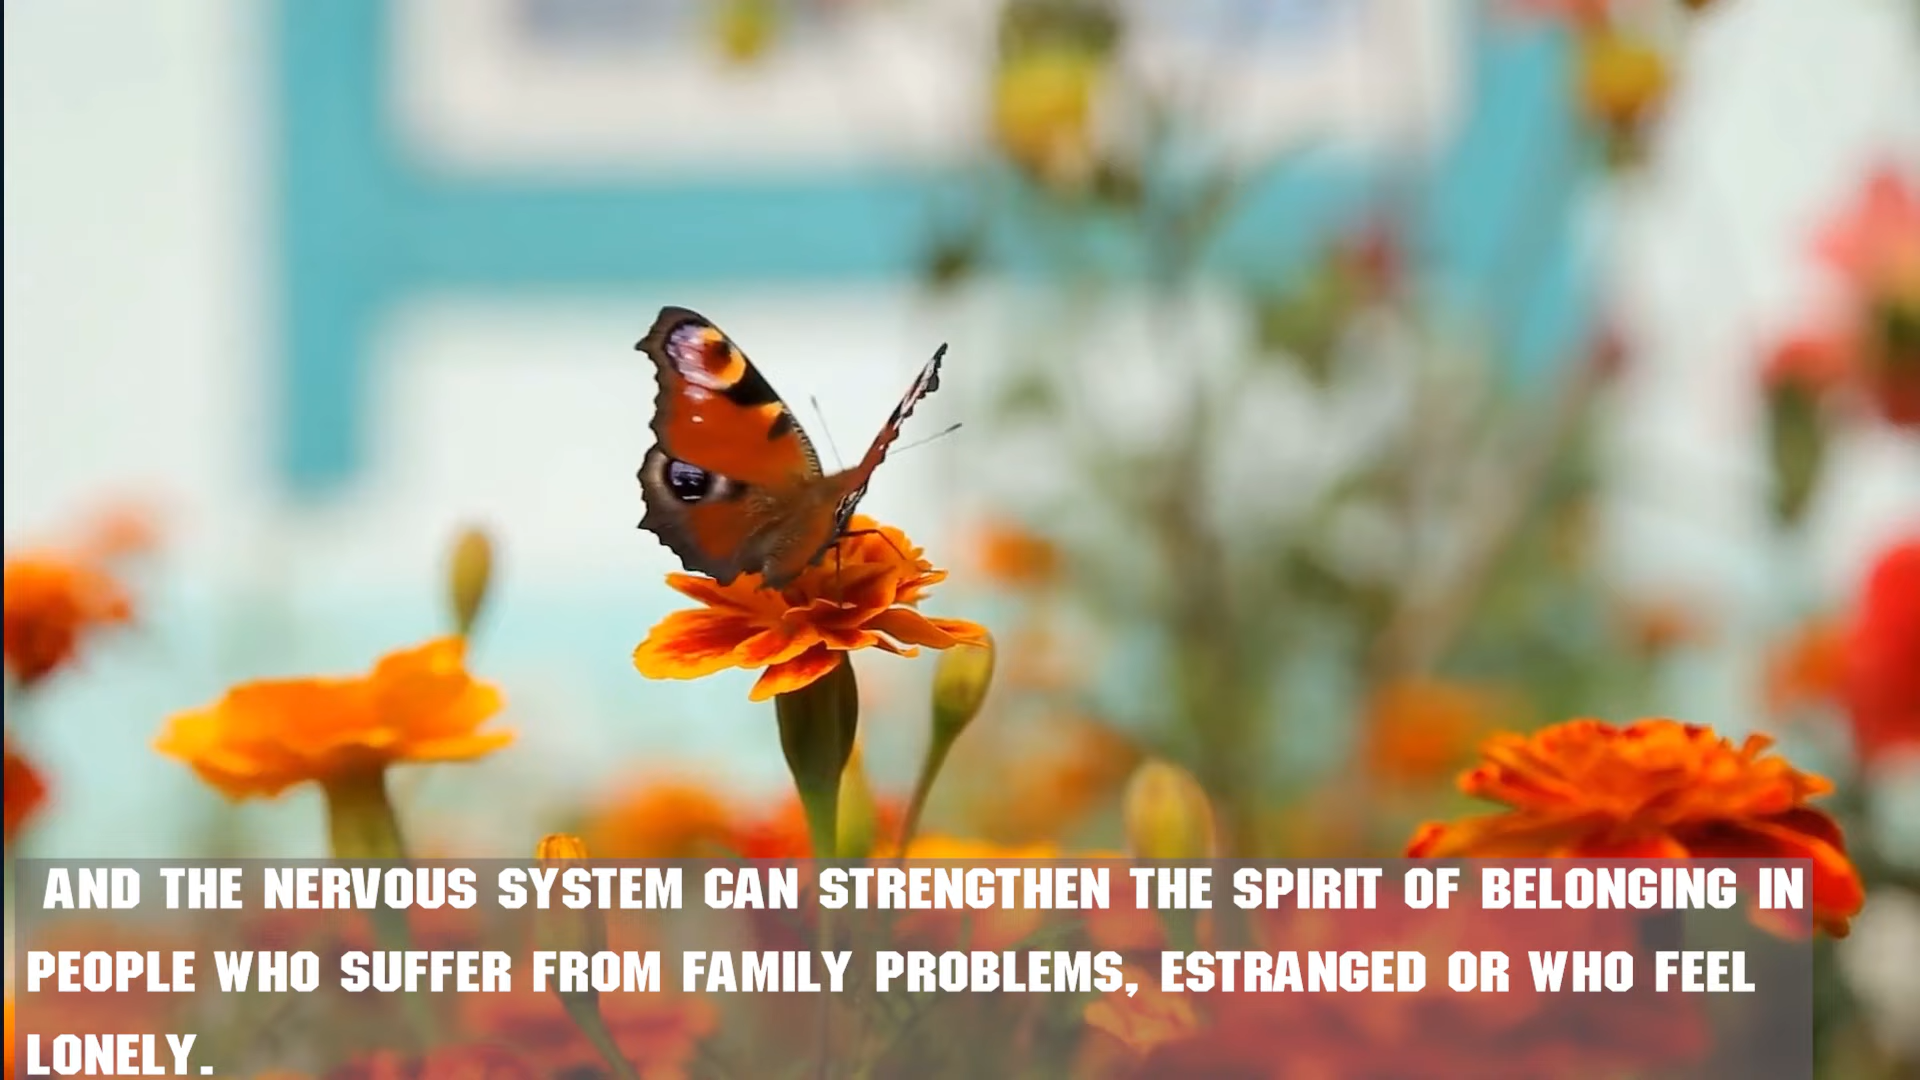 AND THE NERVOUS SYSTEM CAN STRENGTHEN THE SPIRIT OF BELONGING IN
PEOPLE WHO SUFFER FROM FAMILY PROBLEMS, ESTRANGED OR WHO FEEL
LONELY.